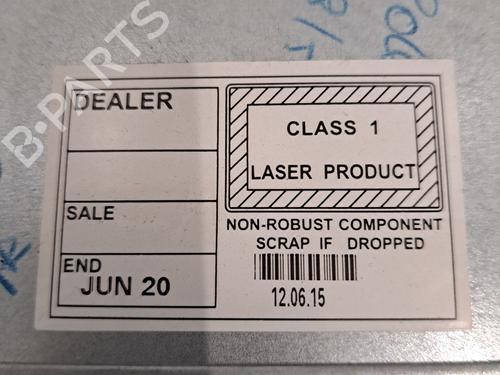 DEALER
CLASS 1
LASER PRODUCT
SALE
NON-ROBUST COMPONENT
SCRAP IF DROPPED
END
JUN 20
12.06.15
B-PARTS